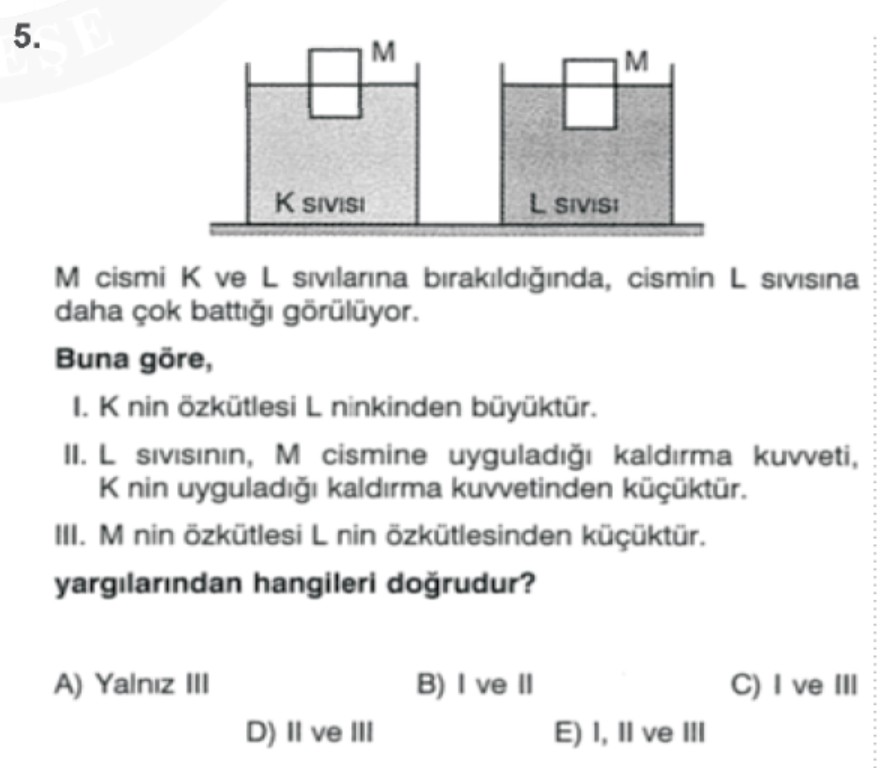 5.
EŞE
M
M
K sıvısı
L sıvısı
M cismi K ve L sıvılarına bırakıldığında, cismin L sıvısına
daha çok battığı görülüyor.
Buna göre,
I. K nin özkütlesi L ninkinden büyüktür.
II. L sıvısının, M cismine uyguladığı kaldırma kuvveti,
K nin uyguladığı kaldırma kuvvetinden küçüktür.
III. M nin özkütlesi L nin özkütlesinden küçüktür.
yargılarından hangileri doğrudur?
A) Yalnız III
B) I ve II
C) I ve III
D) II ve III
E) I, II ve III